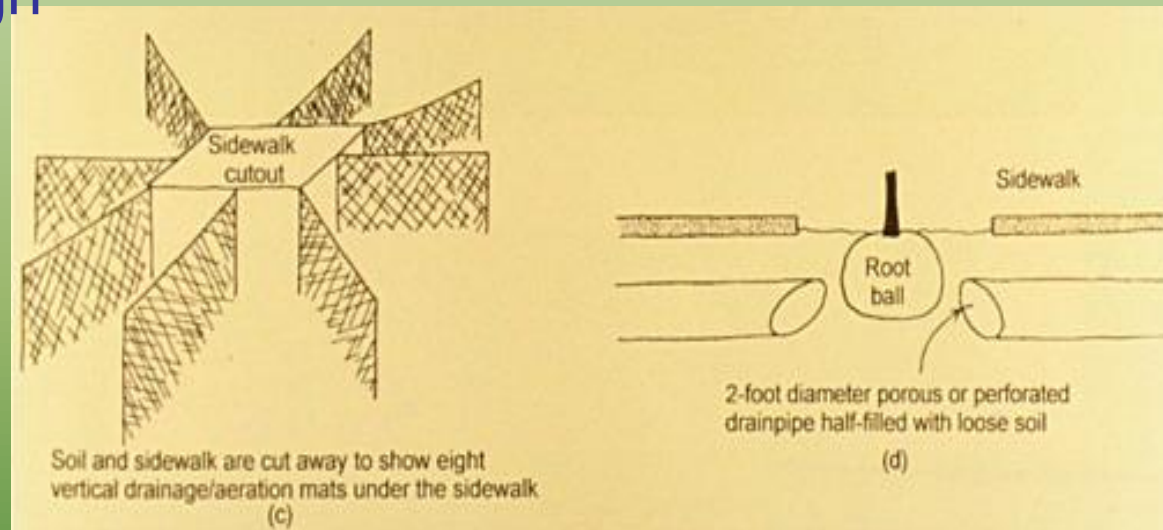 Sidewalk
cutout
Soil and sidewalk are cut away to show eight
vertical drainage/aeration mats under the sidewalk
(c)
Sidewalk
Root
ball
2-foot diameter porous or perforated
drainpipe half-filled with loose soil
(d)